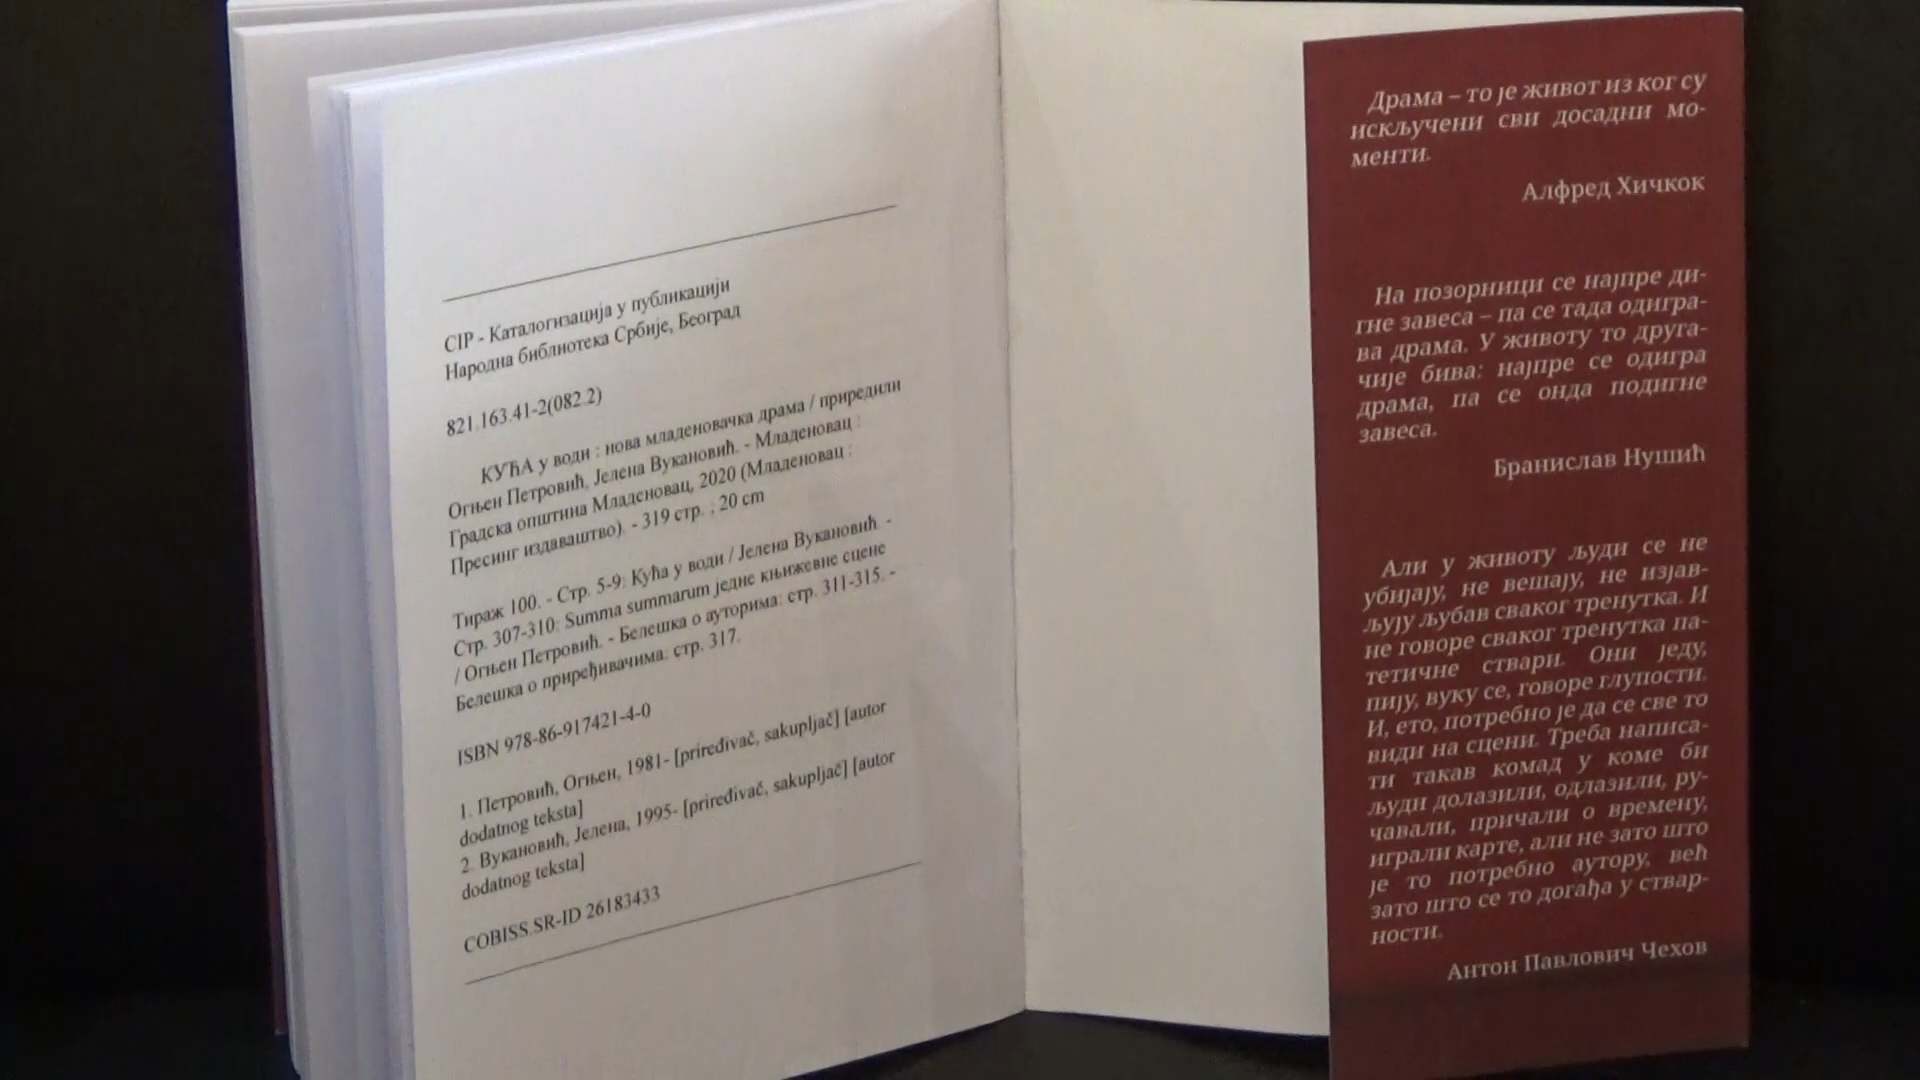 CIP - Каталогизација у публикацији
Народна библиотека Србије, Београд
821.163.41-2(082.2)
КУЋА у води : нова младеновачка драма / приредили
Огњен Петровић, Јелена Вукановић. - Младеновац :
Градска општина Младеновац, 2020 (Младеновац :
Пресинг издаваштво). - 319 стр. ; 20 cm
Тираж 100. - Стр. 5-9: Кућа у води / Јелена Вукановић. -
Стр. 307-310: Summa summarum једне књижевне сцене
/ Огњен Петровић. - Белешка о ауторима: стр. 311-315. -
Белешка о приређивачима: стр. 317.
ISBN 978-86-917421-4-0
1. Петровић, Огњен, 1981- [priređivač, sakupljač] [autor
dodatnog teksta]
2. Вукановић, Јелена, 1995- [priređivač, sakupljač] [autor
dodatnog teksta]
COBISS.SR-ID 26183433
Драма – то је живот из ког су
искључени сви досадни мо-
менти.
Алфред Хичкок
На позорници се најпре ди-
гне завеса – па се тада одигра-
ва драма. У животу то друга-
чије бива: најпре се одигра
драма, па се онда подигне
завеса.
Бранислав Нушић
Али у животу људи се не
убијају, не вешају, не изјав-
љују љубав сваког тренутка. И
не говоре сваког тренутка па-
тетичне ствари. Они једу,
пију, вуку се, говоре глупости.
И, ето, потребно је да се све то
види на сцени. Треба написа-
ти такав комад у коме би
људи долазили, одлазили, ру-
чавали, причали о времену,
играли карте, али не зато што
је то потребно аутору, већ
зато што се то догађа у ствар-
ности.
Антон Павлович Чехов